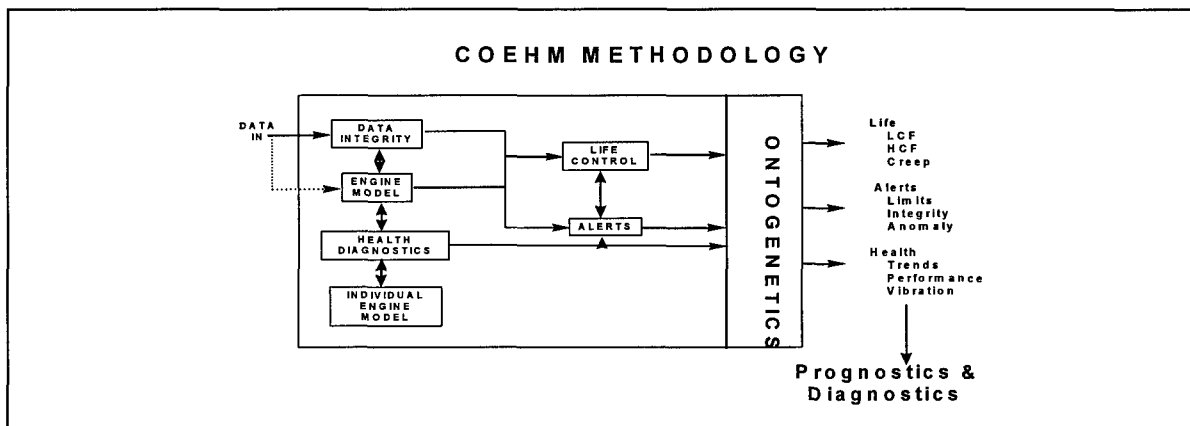 COEHM METHODOLOGY
DATA
IN
DATA
INTEGRITY
ENGINE
MODEL
HEALTH
DIAGNOSTICS
INDIVIDUAL
ENGINE
MODEL
LIFE
CONTROL
ALERTS
ONTOGENETICS
Life
LCF
HCF
Creep
Alerts
Limits
Integrity
Anomaly
Health
Trends
Performance
Vibration
Prognostics &
Diagnostics